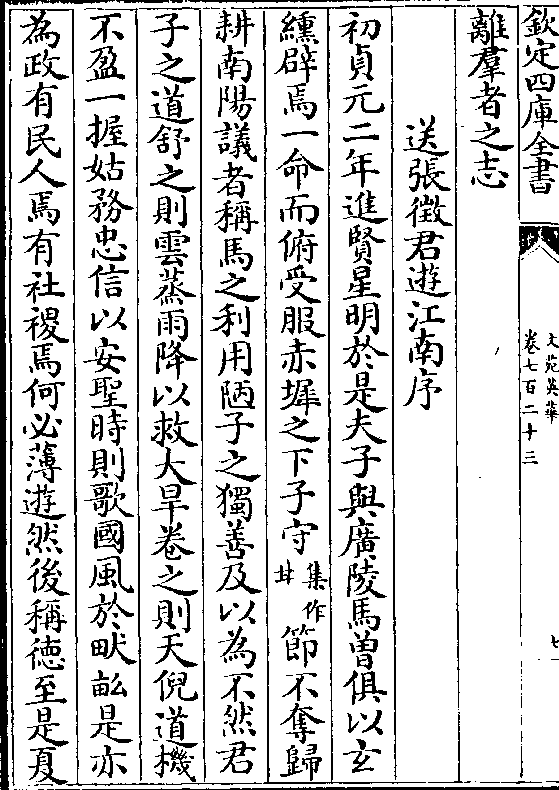 欽定四庫全書
文苑英華
卷七百二十三
七
離羣者之志
送張徵君遊江南序
初貞元二年進賢星明於是夫子與廣陵馬曾俱以玄
纁辟焉一命而俯受服赤墀之下子守集作甘節不奪歸
耕南陽議者稱馬之利用陋子之獨善及以為不然君
子之道舒之則雲蒸雨降以救大旱卷之則天倪道機
不盈一握姑務忠信以安聖時則歌國風於畎畝是亦
為政有民人焉有社稷焉何必薄遊然後稱徳至是夏